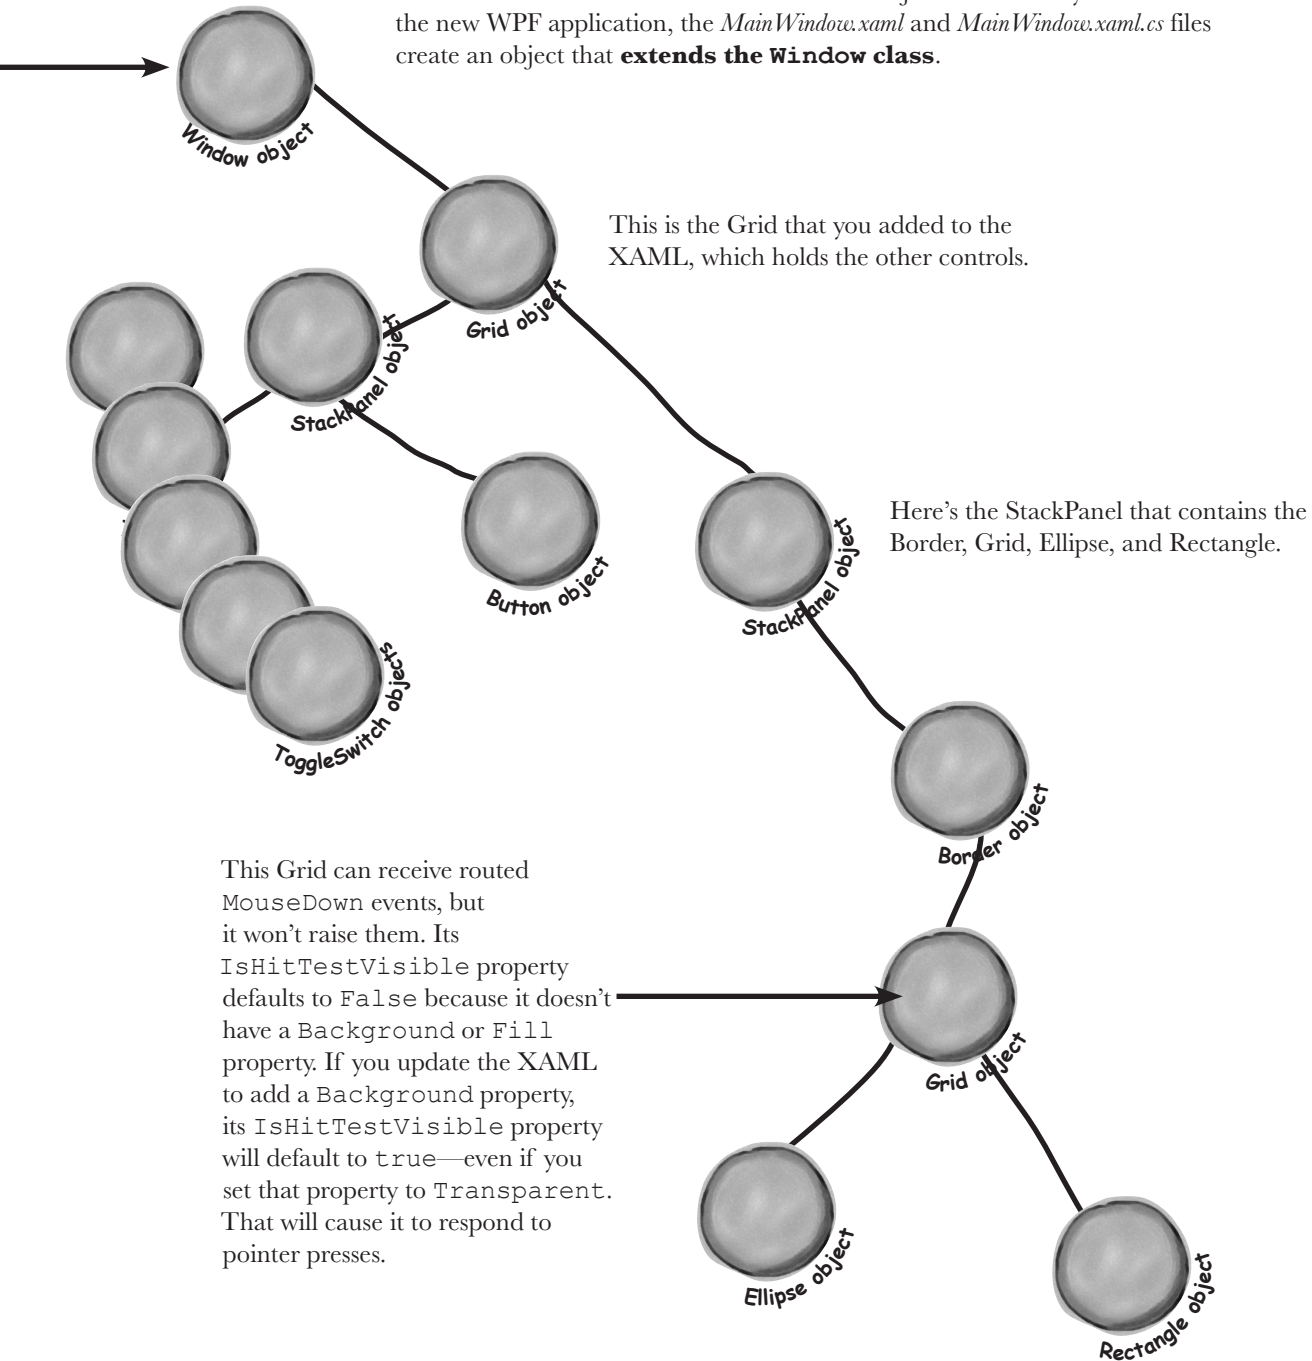 the new WPF application, the MainWindow.xaml and MainWindow.xaml.cs files
create an object that extends the Window class.
Window object
This is the Grid that you added to the
XAML, which holds the other controls.
Grid object
StackPanel object
Here's the StackPanel that contains the
Border, Grid, Ellipse, and Rectangle.
Button object
StackPanel object
ToggleSwitch objects
Border object
This Grid can receive routed
MouseDown events, but
it won't raise them. Its
IsHitTestVisible property
defaults to False because it doesn't
have a Background or Fill
property. If you update the XAML
to add a Background property,
its IsHitTestVisible property
will default to true—even if you
set that property to Transparent.
That will cause it to respond to
pointer presses.
Grid object
Ellipse object
Rectangle object